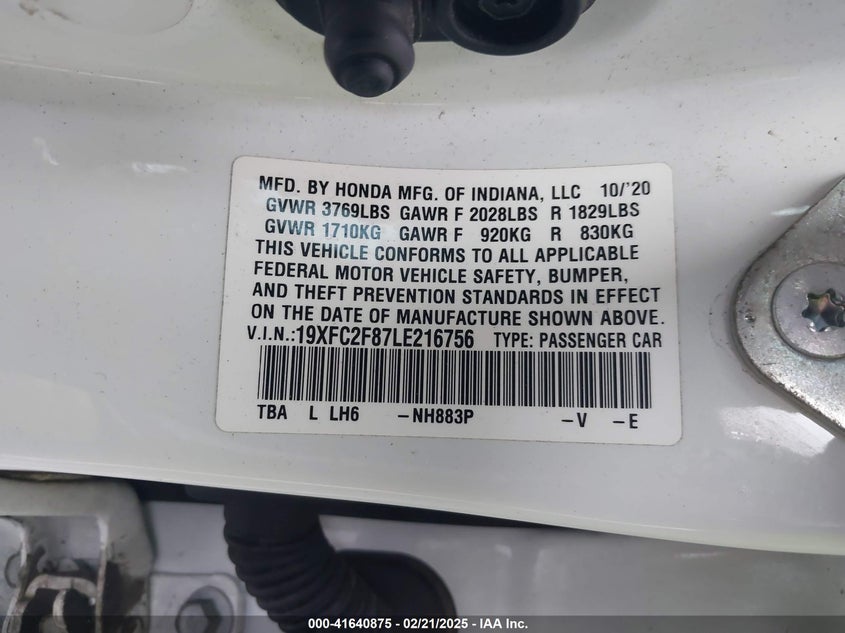 MFD. BY HONDA MFG. OF INDIANA, LLC 10/'20
GVWR 3769LBS GAWR F 2028LBS R 1829LBS
GVWR 1710KG GAWR F 920KG R 830KG
THIS VEHICLE CONFORMS TO ALL APPLICABLE
FEDERAL MOTOR VEHICLE SAFETY, BUMPER,
AND THEFT PREVENTION STANDARDS IN EFFECT
ON THE DATE OF MANUFACTURE SHOWN ABOVE.
V.I.N.:19XFC2F87LE216756 TYPE: PASSENGER CAR
TBA L LH6 –NH883P –V –E
000-41640875 — 02/21/2025 — IAA Inc.